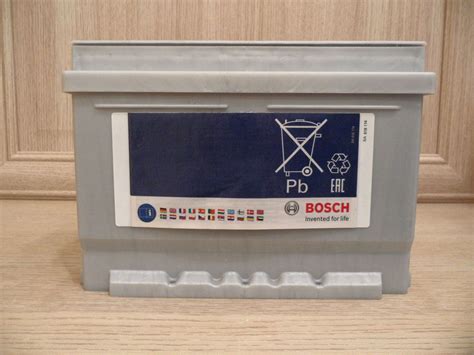 Pb
EAC
BOSCH
Invented for life